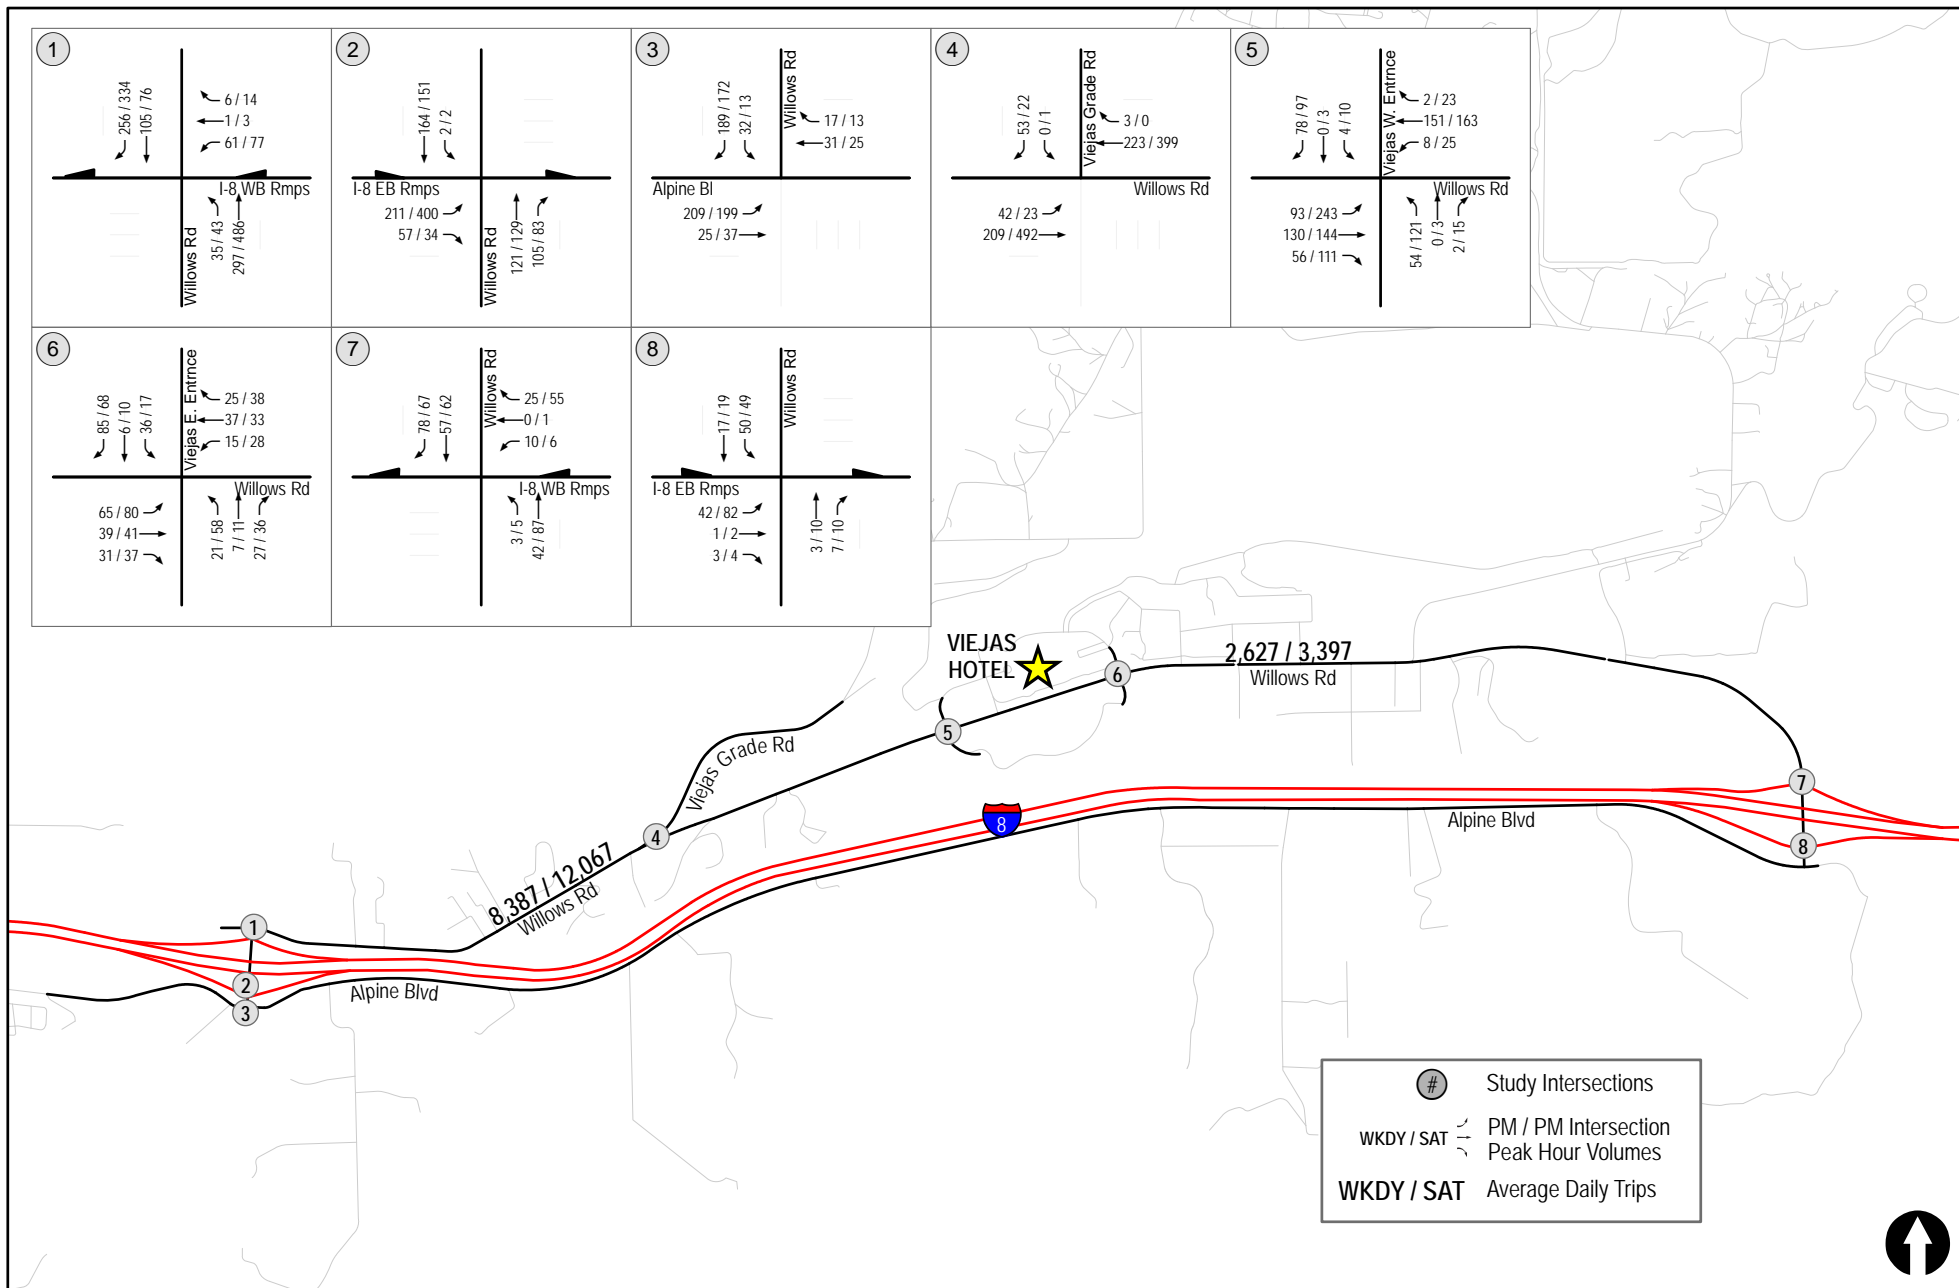 1
256 / 334
105 / 76
6 / 14
1 / 3
61 / 77
I-8 WB Rmps
Willows Rd
35 / 43
297 / 486
2
164 / 151
2 / 2
I-8 EB Rmps
211 / 400
57 / 34
Willows Rd
121 / 129
105 / 83
3
189 / 172
32 / 13
Willows Rd
17 / 13
31 / 25
Alpine Bl
209 / 199
25 / 37
4
53 / 22
0 / 1
Viejas Grade Rd
3 / 0
223 / 399
Willows Rd
42 / 23
209 / 492
5
78 / 97
0 / 3
4 / 10
Viejas W. Entrnce
2 / 23
151 / 163
8 / 25
Willows Rd
93 / 243
130 / 144
56 / 111
54 / 121
0 / 3
2 / 15
6
85 / 68
6 / 10
36 / 17
Viejas E. Entrnce
25 / 38
37 / 33
15 / 28
Willows Rd
65 / 80
39 / 41
31 / 37
21 / 58
7 / 11
27 / 36
7
78 / 67
57 / 62
Willows Rd
25 / 55
0 / 1
10 / 6
I-8 WB Rmps
3 / 5
42 / 87
8
17 / 19
50 / 49
Willows Rd
I-8 EB Rmps
42 / 82
1 / 2
3 / 4
3 / 10
7 / 10
VIEJAS
HOTEL
6
2,627 / 3,397
Willows Rd
5
Viejas Grade Rd
7
8
Alpine Blvd
4
8
8,387 / 12,067
Willows Rd
1
2
3
Alpine Blvd
# Study Intersections
WKDY / SAT PM / PM Intersection
Peak Hour Volumes
WKDY / SAT Average Daily Trips